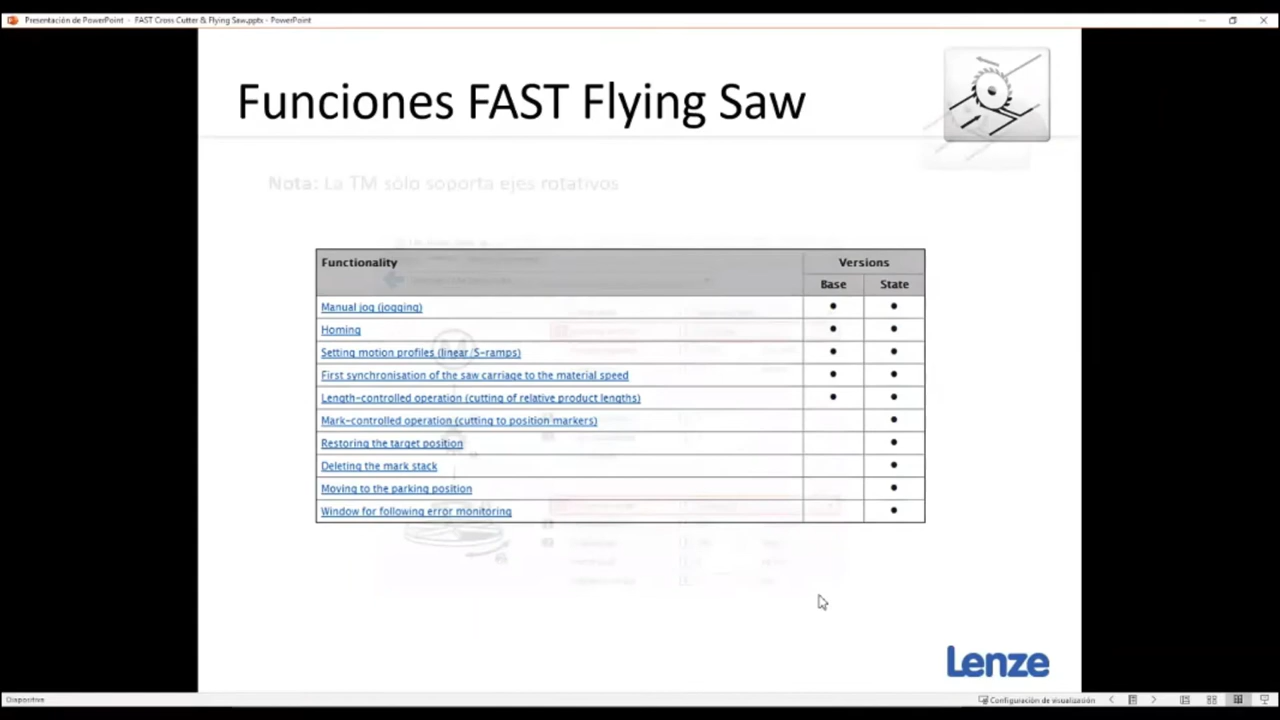 Presentación de PowerPoint - FAST Cross Cutter & Flying Saw.pptx - PowerPoint
Funciones FAST Flying Saw
Nota: La TM sólo soporta ejes rotativos
Functionality
Versions
Base State
Manual jog (jogging) • •
Homing • •
Setting motion profiles (linear/S-ramps) • •
First synchronisation of the saw carriage to the material speed • •
Length-controlled operation (cutting of relative product lengths) • •
Mark-controlled operation (cutting to position markers) •
Restoring the target position •
Deleting the mark stack •
Moving to the parking position •
Window for following error monitoring •
Lenze
Diapositiva
Configuración de visualización